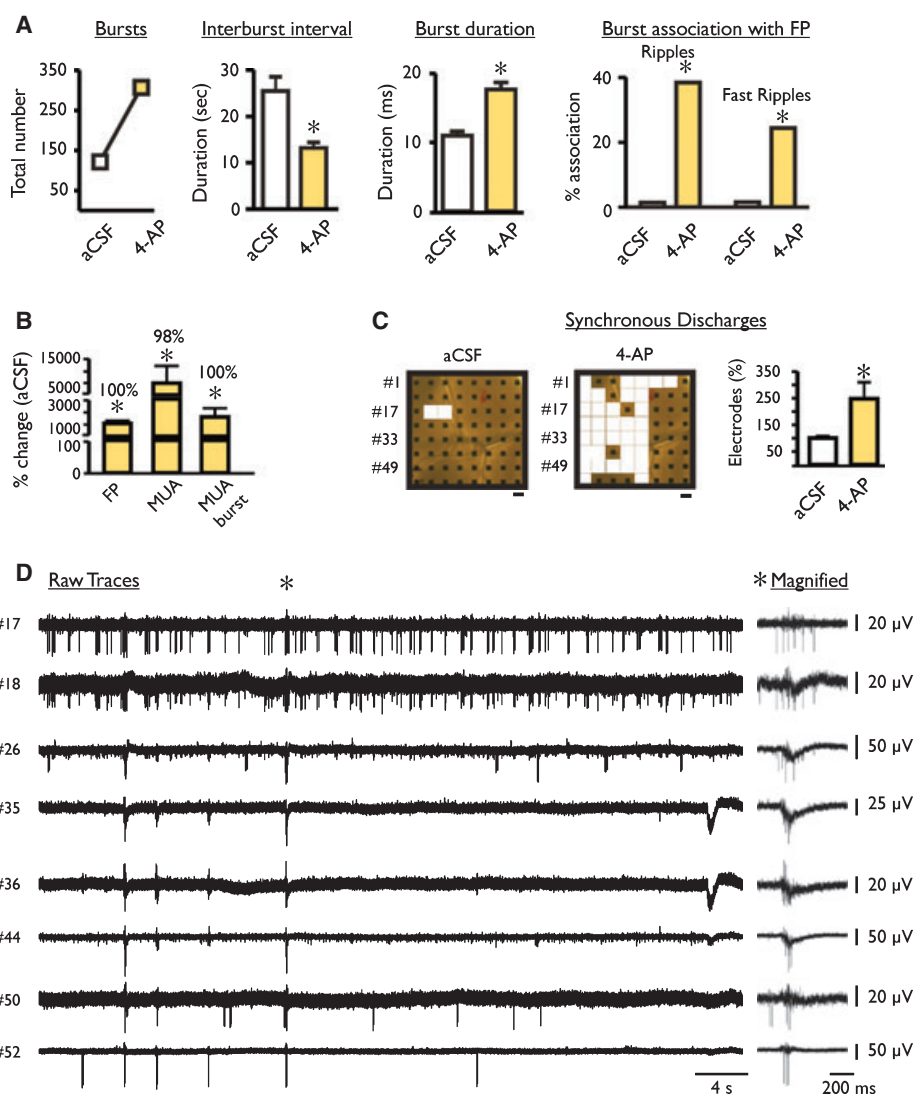 A
Bursts
Interburst interval
Burst duration
Burst association with FP
Total number
350
250
150
50
aCSF
4-AP
Duration (sec)
30
20
10
0
*
aCSF
4-AP
Duration (ms)
20
10
0
*
aCSF
4-AP
% association
40
20
0
Ripples
*
Fast Ripples
*
aCSF
4-AP
aCSF
4-AP
B
% change (aCSF)
15000
5000
3000
1000
100
0
100%
*
98%
*
100%
*
FP
MUA
MUA burst
C
Synchronous Discharges
aCSF
#1
#17
#33
#49
4-AP
#1
#17
#33
#49
Electrodes (%)
350
250
150
50
*
aCSF
4-AP
D
Raw Traces
*
* Magnified
#17
20 µV
#18
20 µV
#26
50 µV
#35
25 µV
#36
20 µV
#44
50 µV
#50
20 µV
#52
50 µV
4 s
200 ms